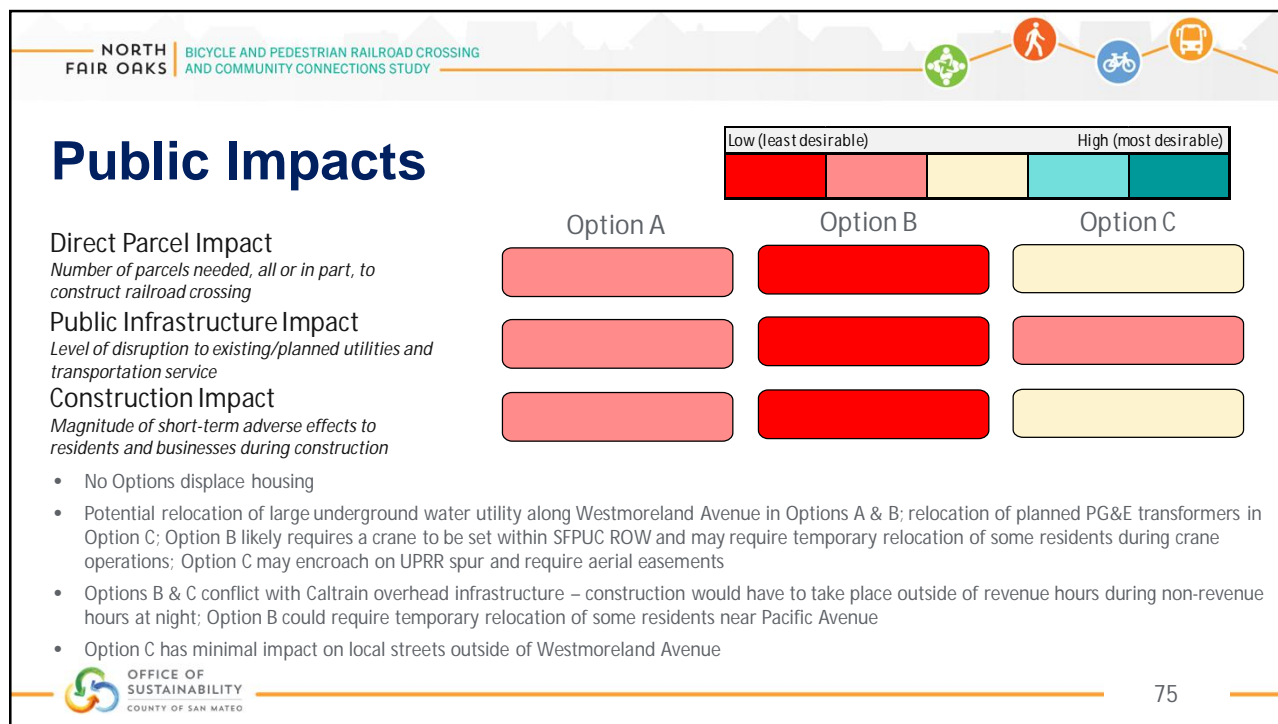 NORTH
FAIR OAKS
BICYCLE AND PEDESTRIAN RAILROAD CROSSING
AND COMMUNITY CONNECTIONS STUDY
Public Impacts
Low (least desirable) High (most desirable)
Option A Option B Option C
Direct Parcel Impact
Number of parcels needed, all or in part, to
construct railroad crossing
Public Infrastructure Impact
Level of disruption to existing/planned utilities and
transportation service
Construction Impact
Magnitude of short-term adverse effects to
residents and businesses during construction
• No Options displace housing
• Potential relocation of large underground water utility along Westmoreland Avenue in Options A & B; relocation of planned PG&E transformers in
Option C; Option B likely requires a crane to be set within SFPUC ROW and may require temporary relocation of some residents during crane
operations; Option C may encroach on UPRR spur and require aerial easements
• Options B & C conflict with Caltrain overhead infrastructure – construction would have to take place outside of revenue hours during non-revenue
hours at night; Option B could require temporary relocation of some residents near Pacific Avenue
• Option C has minimal impact on local streets outside of Westmoreland Avenue
OFFICE OF
SUSTAINABILITY
COUNTY OF SAN MATEO
75